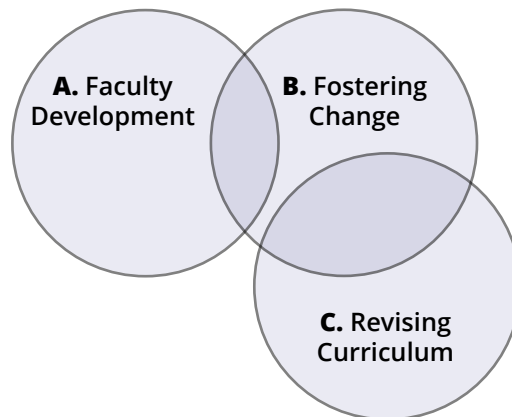 A. Faculty
Development
B. Fostering
Change
C. Revising
Curriculum